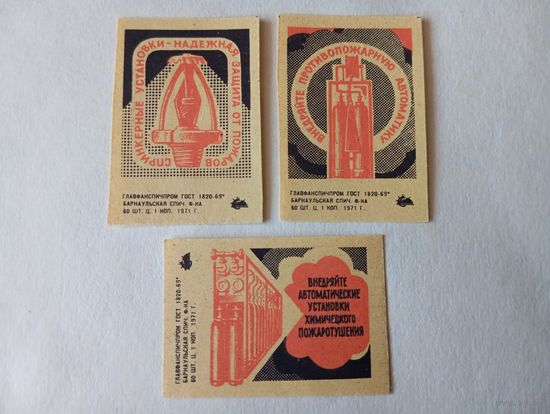 СПРИНКЕРНЫЕ УСТАНОВКИ-НАДЕЖНАЯ ЗАЩИТА ОТ ПОЖАРОВ
ГЛАВФАНСПИЧПРОМ ГОСТ 1820-69*
БАРНАУЛЬСКАЯ СПИЧ. Ф-КА
60 ШТ. Ц. 1 КОП. 1971 Г.
ВНЕДРЯЙТЕ ПРОТИВОПОЖАРНУЮ АВТОМАТИКУ
ГЛАВФАНСПИЧПРОМ ГОСТ 1820-69*
БАРНАУЛЬСКАЯ СПИЧ. Ф-КА
60 ШТ. Ц. 1 КОП. 1971 Г.
ГЛАВФАНСПИЧПРОМ ГОСТ 1820-69*
БАРНАУЛЬСКАЯ СПИЧ. Ф-КА
60 ШТ. Ц. 1 КОП. 1971 Г.
ВНЕДРЯЙТЕ
АВТОМАТИЧЕСКИЕ
УСТАНОВКИ
ХИМИЧЕСКОГО
ПОЖАРОТУШЕНИЯ